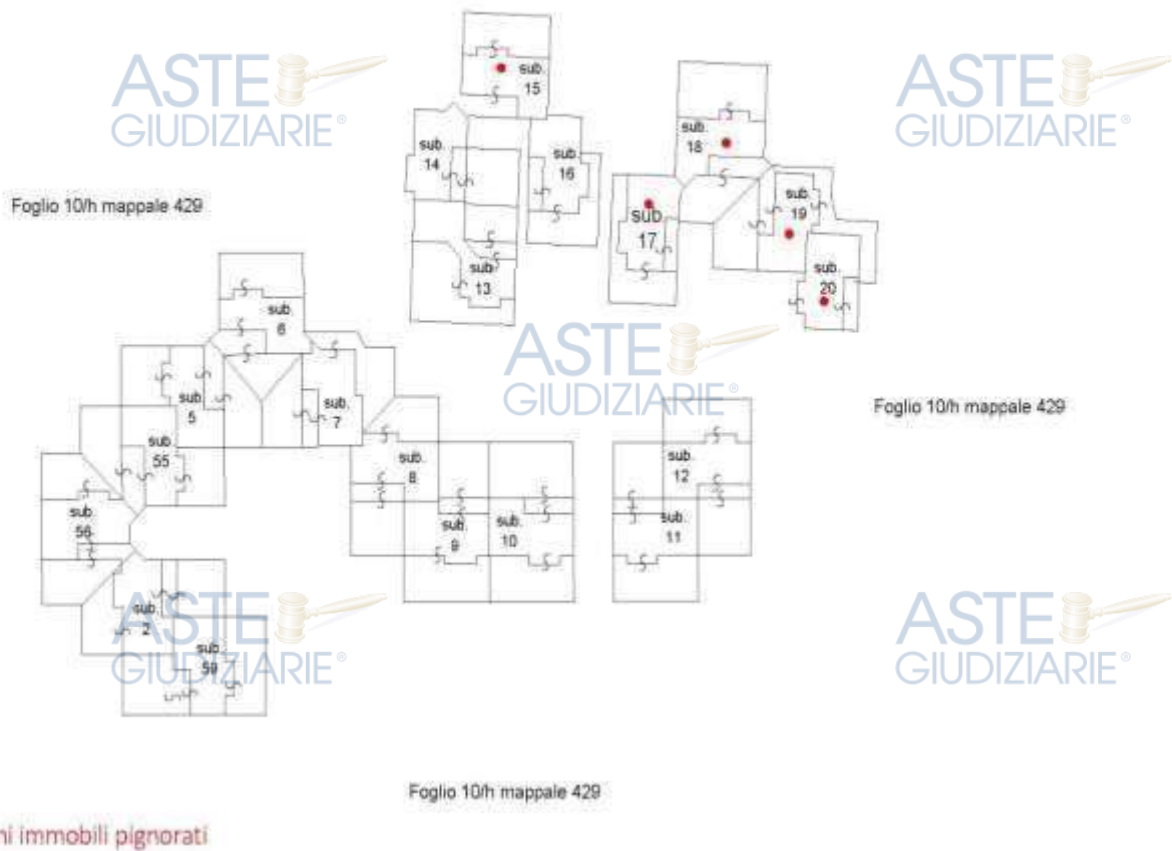 ASTE
GIUDIZIARIE®
ASTE
GIUDIZIARIE®
sub.
15
sub.
14
sub.
16
sub.
18
sub.
19
sub
17
sub.
20
sub
13
Foglio 10/h mappale 429
sub.
6
ASTE
GIUDIZIARIE®
sub.
5
sub.
7
Foglio 10/h mappale 429
sub
55
sub.
8
sub.
12
sub.
56
sub.
9
sub.
10
sub.
11
ASTE
GIUDIZIARIE®
ASTE
GIUDIZIARIE®
sub.
2
sub.
59
Foglio 10/h mappale 429
ni immobili pignorati